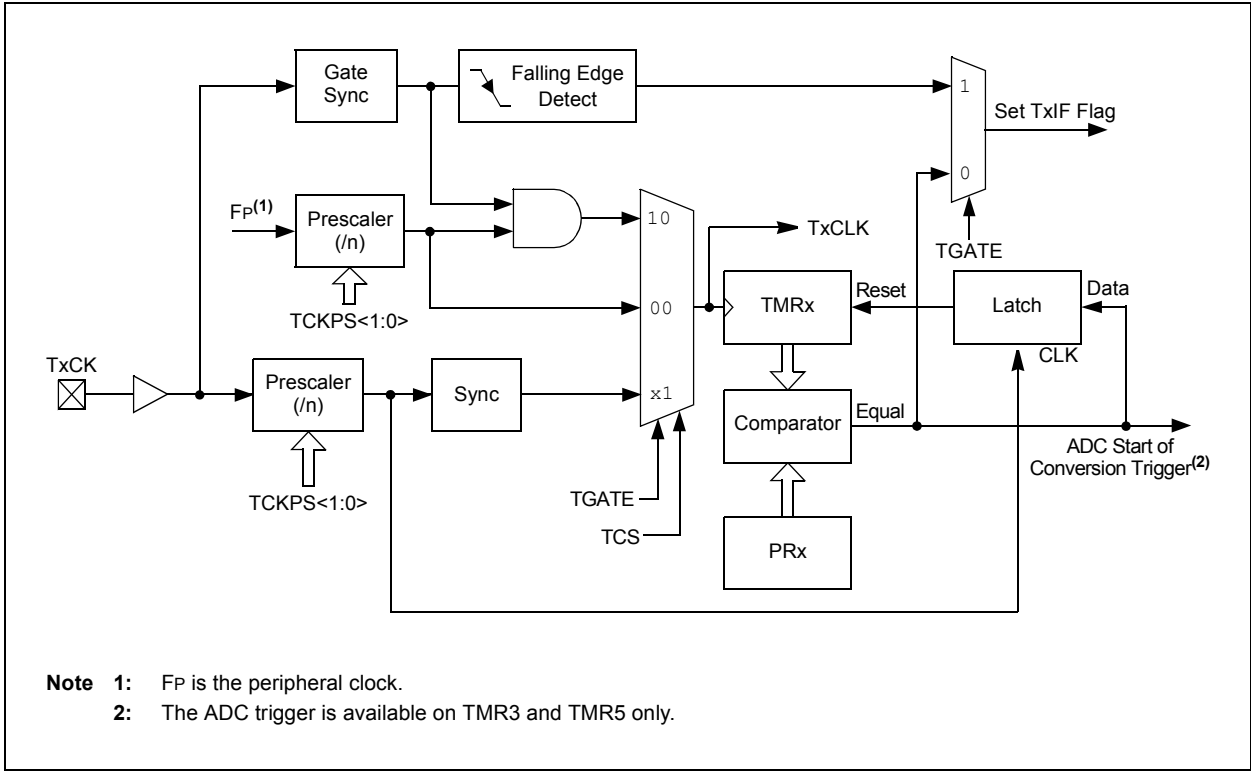 Gate
Sync
Falling Edge
Detect
1
Set TxIF Flag
0
FP(1)
Prescaler
(/n)
10
TxCLK
TGATE
TCKPS<1:0>
00
TMRx
Reset
Latch
Data
CLK
TxCK
Prescaler
(/n)
Sync
x1
Comparator
Equal
ADC Start of
Conversion Trigger(2)
TCKPS<1:0>
TGATE
TCS
PRx
Note 1: FP is the peripheral clock.
2: The ADC trigger is available on TMR3 and TMR5 only.